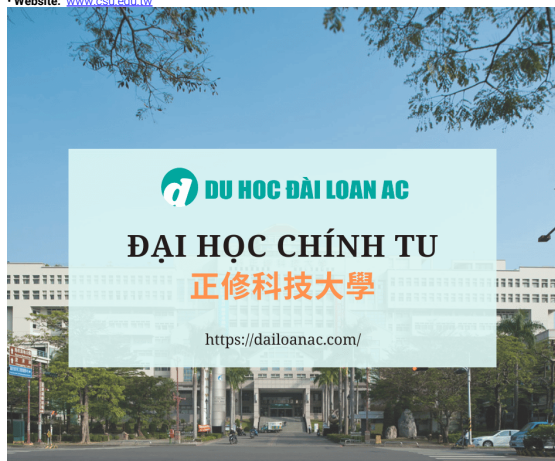 • Website: www.csu.edu.tw
DU HOC ĐÀI LOAN AC
ĐẠI HỌC CHÍNH TU
正修科技大學
https://dailoanac.com/